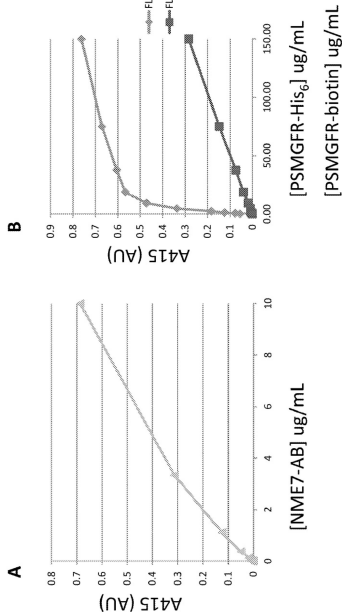 A
A415 (AU)
0.8
0.7
0.6
0.5
0.4
0.3
0.2
0.1
0
0 2 4 6 8 10
[NME7-AB] ug/mL
B
A415 (AU)
0.9
0.8
0.7
0.6
0.5
0.4
0.3
0.2
0.1
0
0.00 50.00 100.00 150.00
[PSMGFR-His6] ug/mL
[PSMGFR-biotin] ug/mL